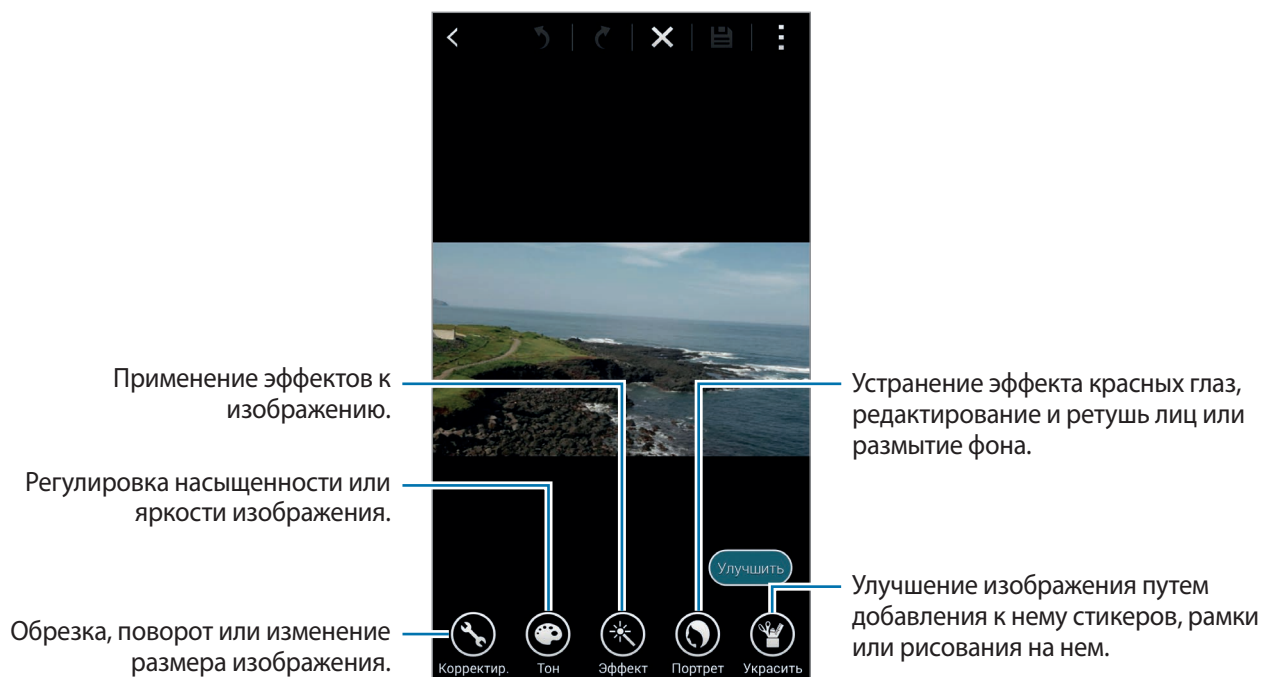 Применение эффектов к
изображению.
Регулировка насыщенности или
яркости изображения.
Обрезка, поворот или изменение
размера изображения.
Устранение эффекта красных глаз,
редактирование и ретушь лиц или
размытие фона.
Улучшить
Улучшение изображения путем
добавления к нему стикеров, рамки
или рисования на нем.
Корректир. Тон Эффект Портрет Украсить